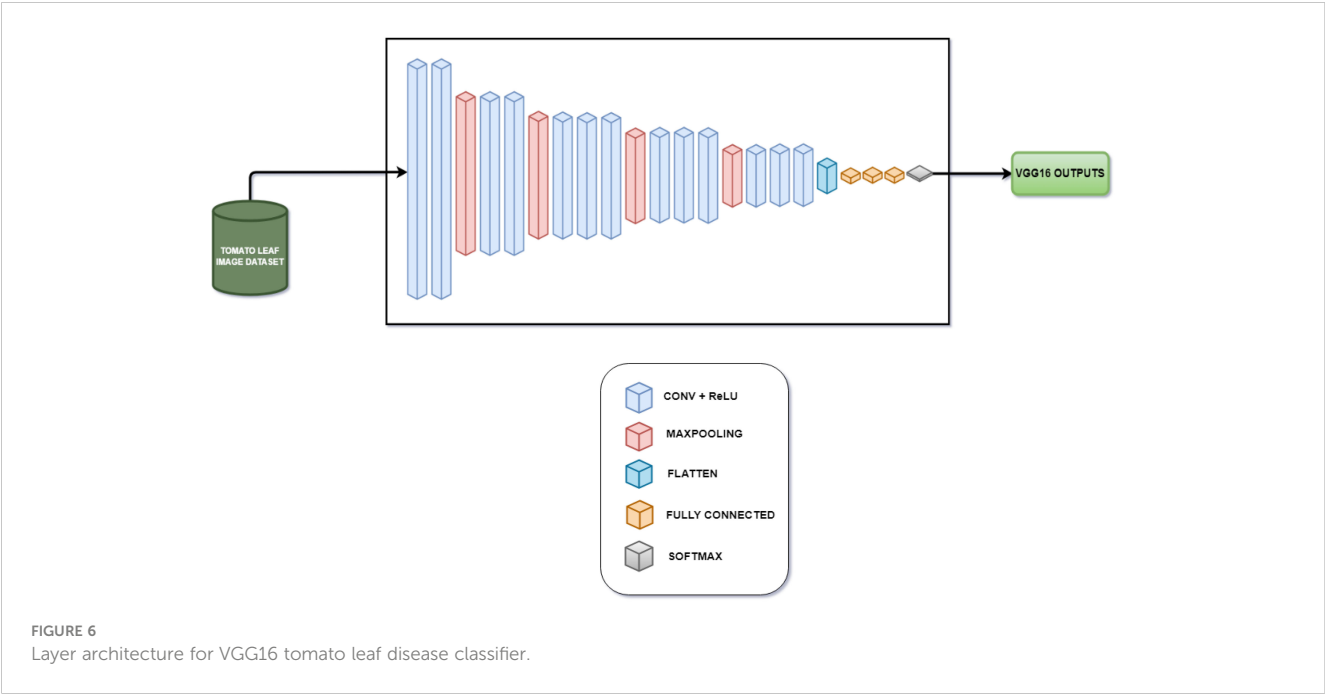 TOMATO LEAF
IMAGE DATASET
VGG16 OUTPUTS
CONV + ReLU
MAXPOOLING
FLATTEN
FULLY CONNECTED
SOFTMAX
FIGURE 6
Layer architecture for VGG16 tomato leaf disease classifier.